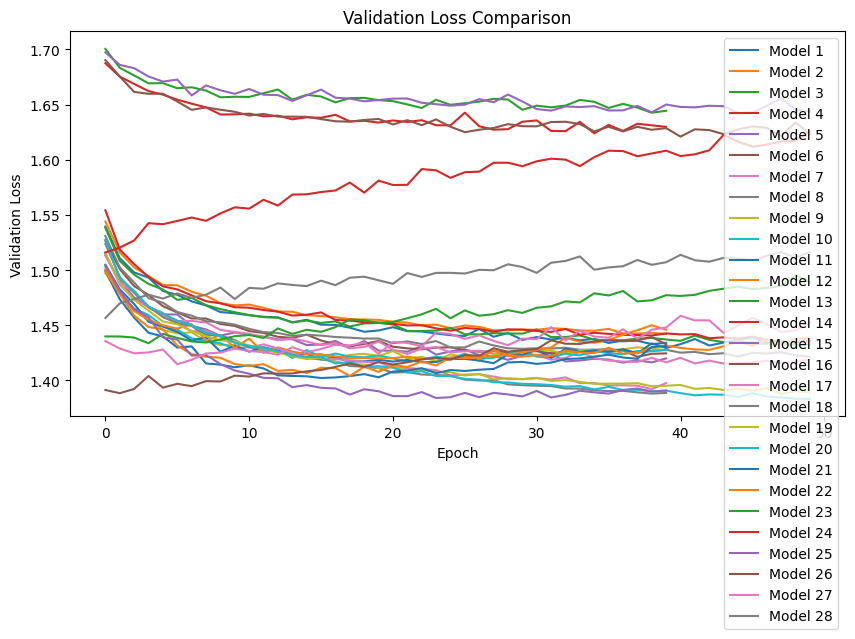 Validation Loss Comparison
1.70
1.65
1.60
1.55
1.50
1.45
1.40
Validation Loss
0
10
20
30
40
Epoch
Model 1
Model 2
Model 3
Model 4
Model 5
Model 6
Model 7
Model 8
Model 9
Model 10
Model 11
Model 12
Model 13
Model 14
Model 15
Model 16
Model 17
Model 18
Model 19
Model 20
Model 21
Model 22
Model 23
Model 24
Model 25
Model 26
Model 27
Model 28